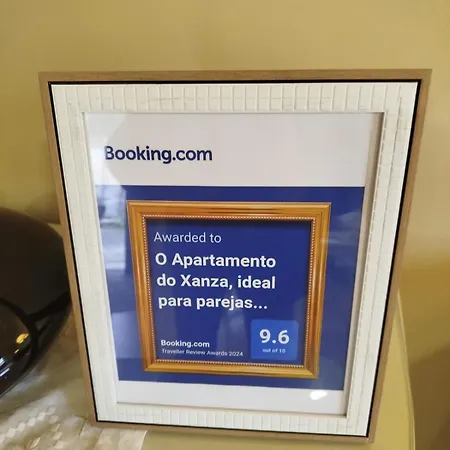 Booking.com
Awarded to
O Apartamento
do Xanza, ideal
para parejas...
Booking.com
Traveller Review Awards 2024
9.6
out of 10